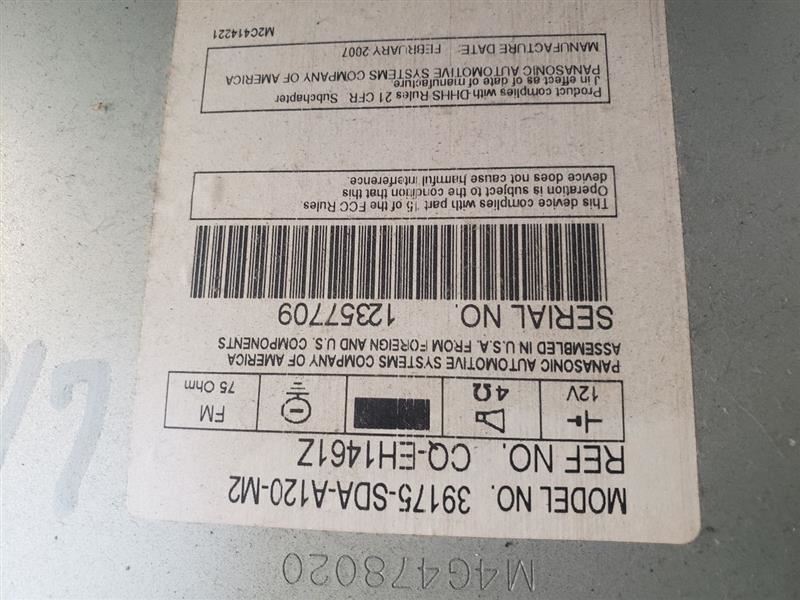 M4G478020
MODEL NO. 39175-SDA-A120-M2
REF NO. CQ-EH1461Z
12V 4Ω FM 75 Ohm
PANASONIC AUTOMOTIVE SYSTEMS COMPANY OF AMERICA
ASSEMBLED IN U.S.A. FROM FOREIGN AND U.S. COMPONENTS
SERIAL NO. 12357709
This device complies with part 15 of the FCC Rules.
Operation is subject to the condition that this
device does not cause harmful interference.
Product complies with DHHS Rules 21 CFR. Subchapter
J in effect as of date of manufacture.
PANASONIC AUTOMOTIVE SYSTEMS COMPANY OF AMERICA
MANUFACTURE DATE: FEBRUARY 2007
M2C414221